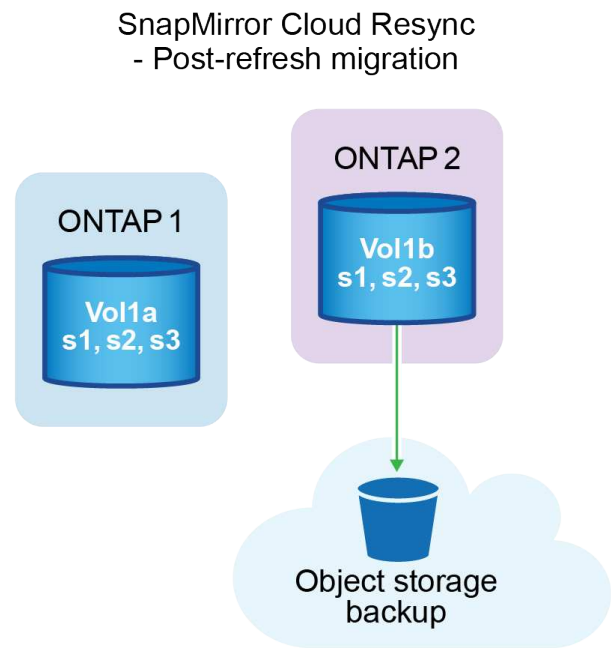 SnapMirror Cloud Resync
- Post-refresh migration
ONTAP 1
Vol1a
s1, s2, s3
ONTAP 2
Vol1b
s1, s2, s3
Object storage
backup